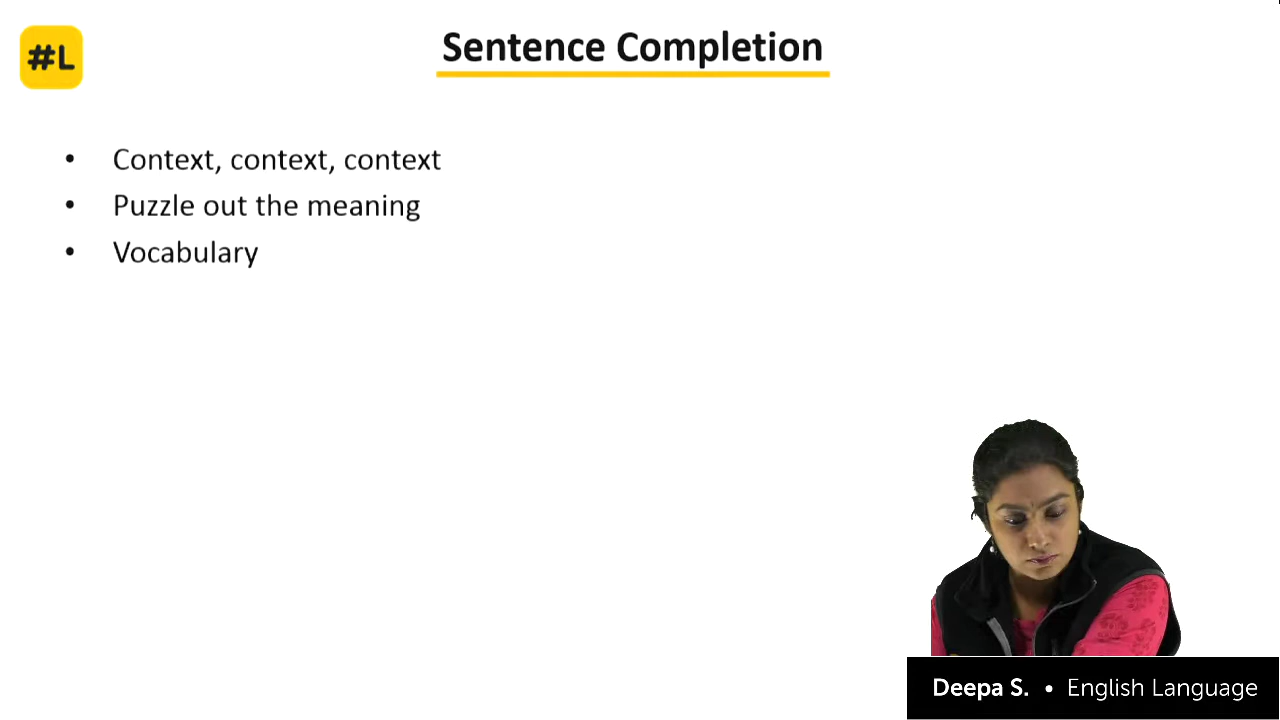 #L
Sentence Completion
• Context, context, context
• Puzzle out the meaning
• Vocabulary
Deepa S. • English Language